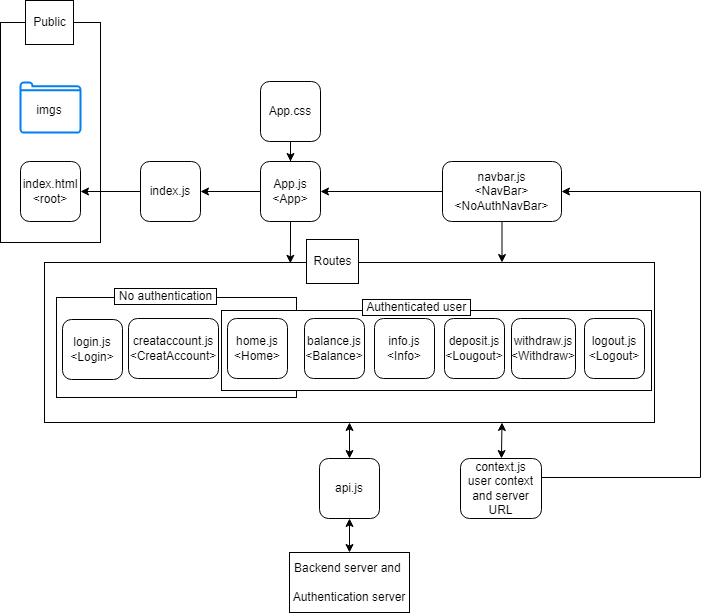 Public
imgs
App.css
index.html
<root>
index.js
App.js
<App>
navbar.js
<NavBar>
<NoAuthNavBar>
Routes
No authentication
Authenticated user
login.js
<Login>
creataccount.js
<CreatAccount>
home.js
<Home>
balance.js
<Balance>
info.js
<Info>
deposit.js
<Lougout>
withdraw.js
<Withdraw>
logout.js
<Logout>
api.js
context.js
user context
and server
URL
Backend server and
Authentication server